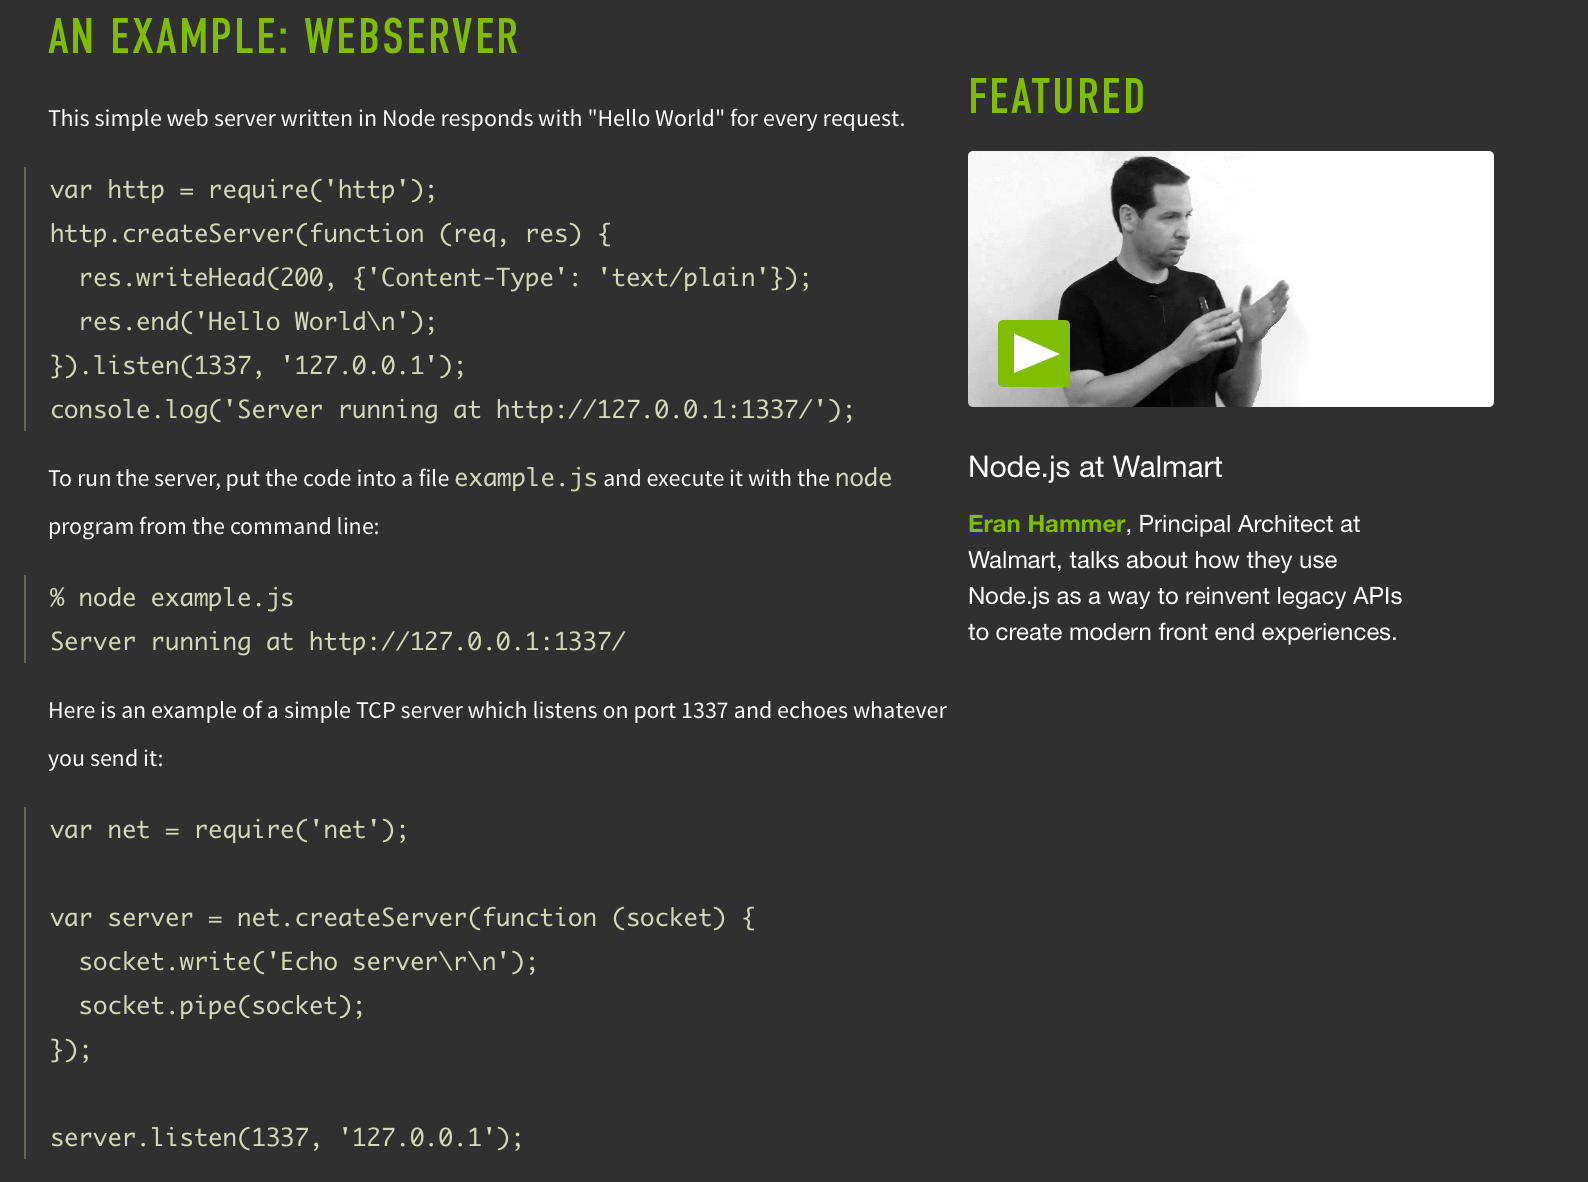 AN EXAMPLE: WEBSERVER
This simple web server written in Node responds with "Hello World" for every request.
var http = require('http');
http.createServer(function (req, res) {
  res.writeHead(200, {'Content-Type': 'text/plain'});
  res.end('Hello World\n');
}).listen(1337, '127.0.0.1');
console.log('Server running at http://127.0.0.1:1337/');
To run the server, put the code into a file example.js and execute it with the node
program from the command line:
% node example.js
Server running at http://127.0.0.1:1337/
Here is an example of a simple TCP server which listens on port 1337 and echoes whatever
you send it:
var net = require('net');
var server = net.createServer(function (socket) {
  socket.write('Echo server\r\n');
  socket.pipe(socket);
});
server.listen(1337, '127.0.0.1');
FEATURED
Node.js at Walmart
Eran Hammer, Principal Architect at
Walmart, talks about how they use
Node.js as a way to reinvent legacy APIs
to create modern front end experiences.